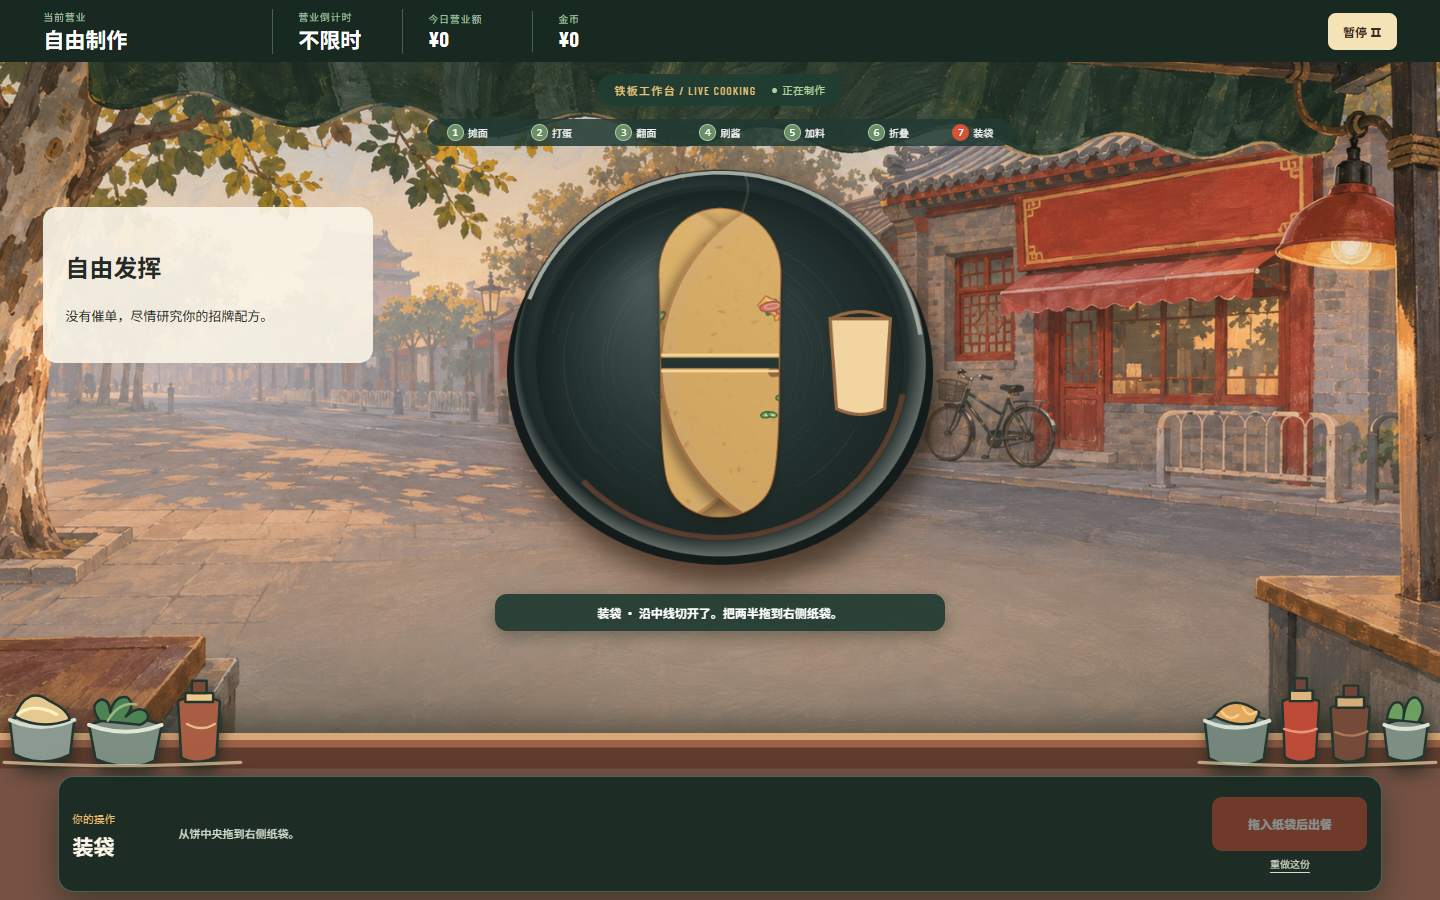 当前营业
自由制作
营业倒计时
不限时
今日营业额
¥0
金币
¥0
暂停 II
铁板工作台 / LIVE COOKING
正在制作
1 摊面
2 打蛋
3 翻面
4 刷酱
5 加料
6 折叠
7 装袋
自由发挥
没有催单，尽情研究你的招牌配方。
装袋 · 沿中线切开了。把两半拖到右侧纸袋。
你的操作
装袋
从饼中央拖到右侧纸袋。
拖入纸袋后出餐
重做这份